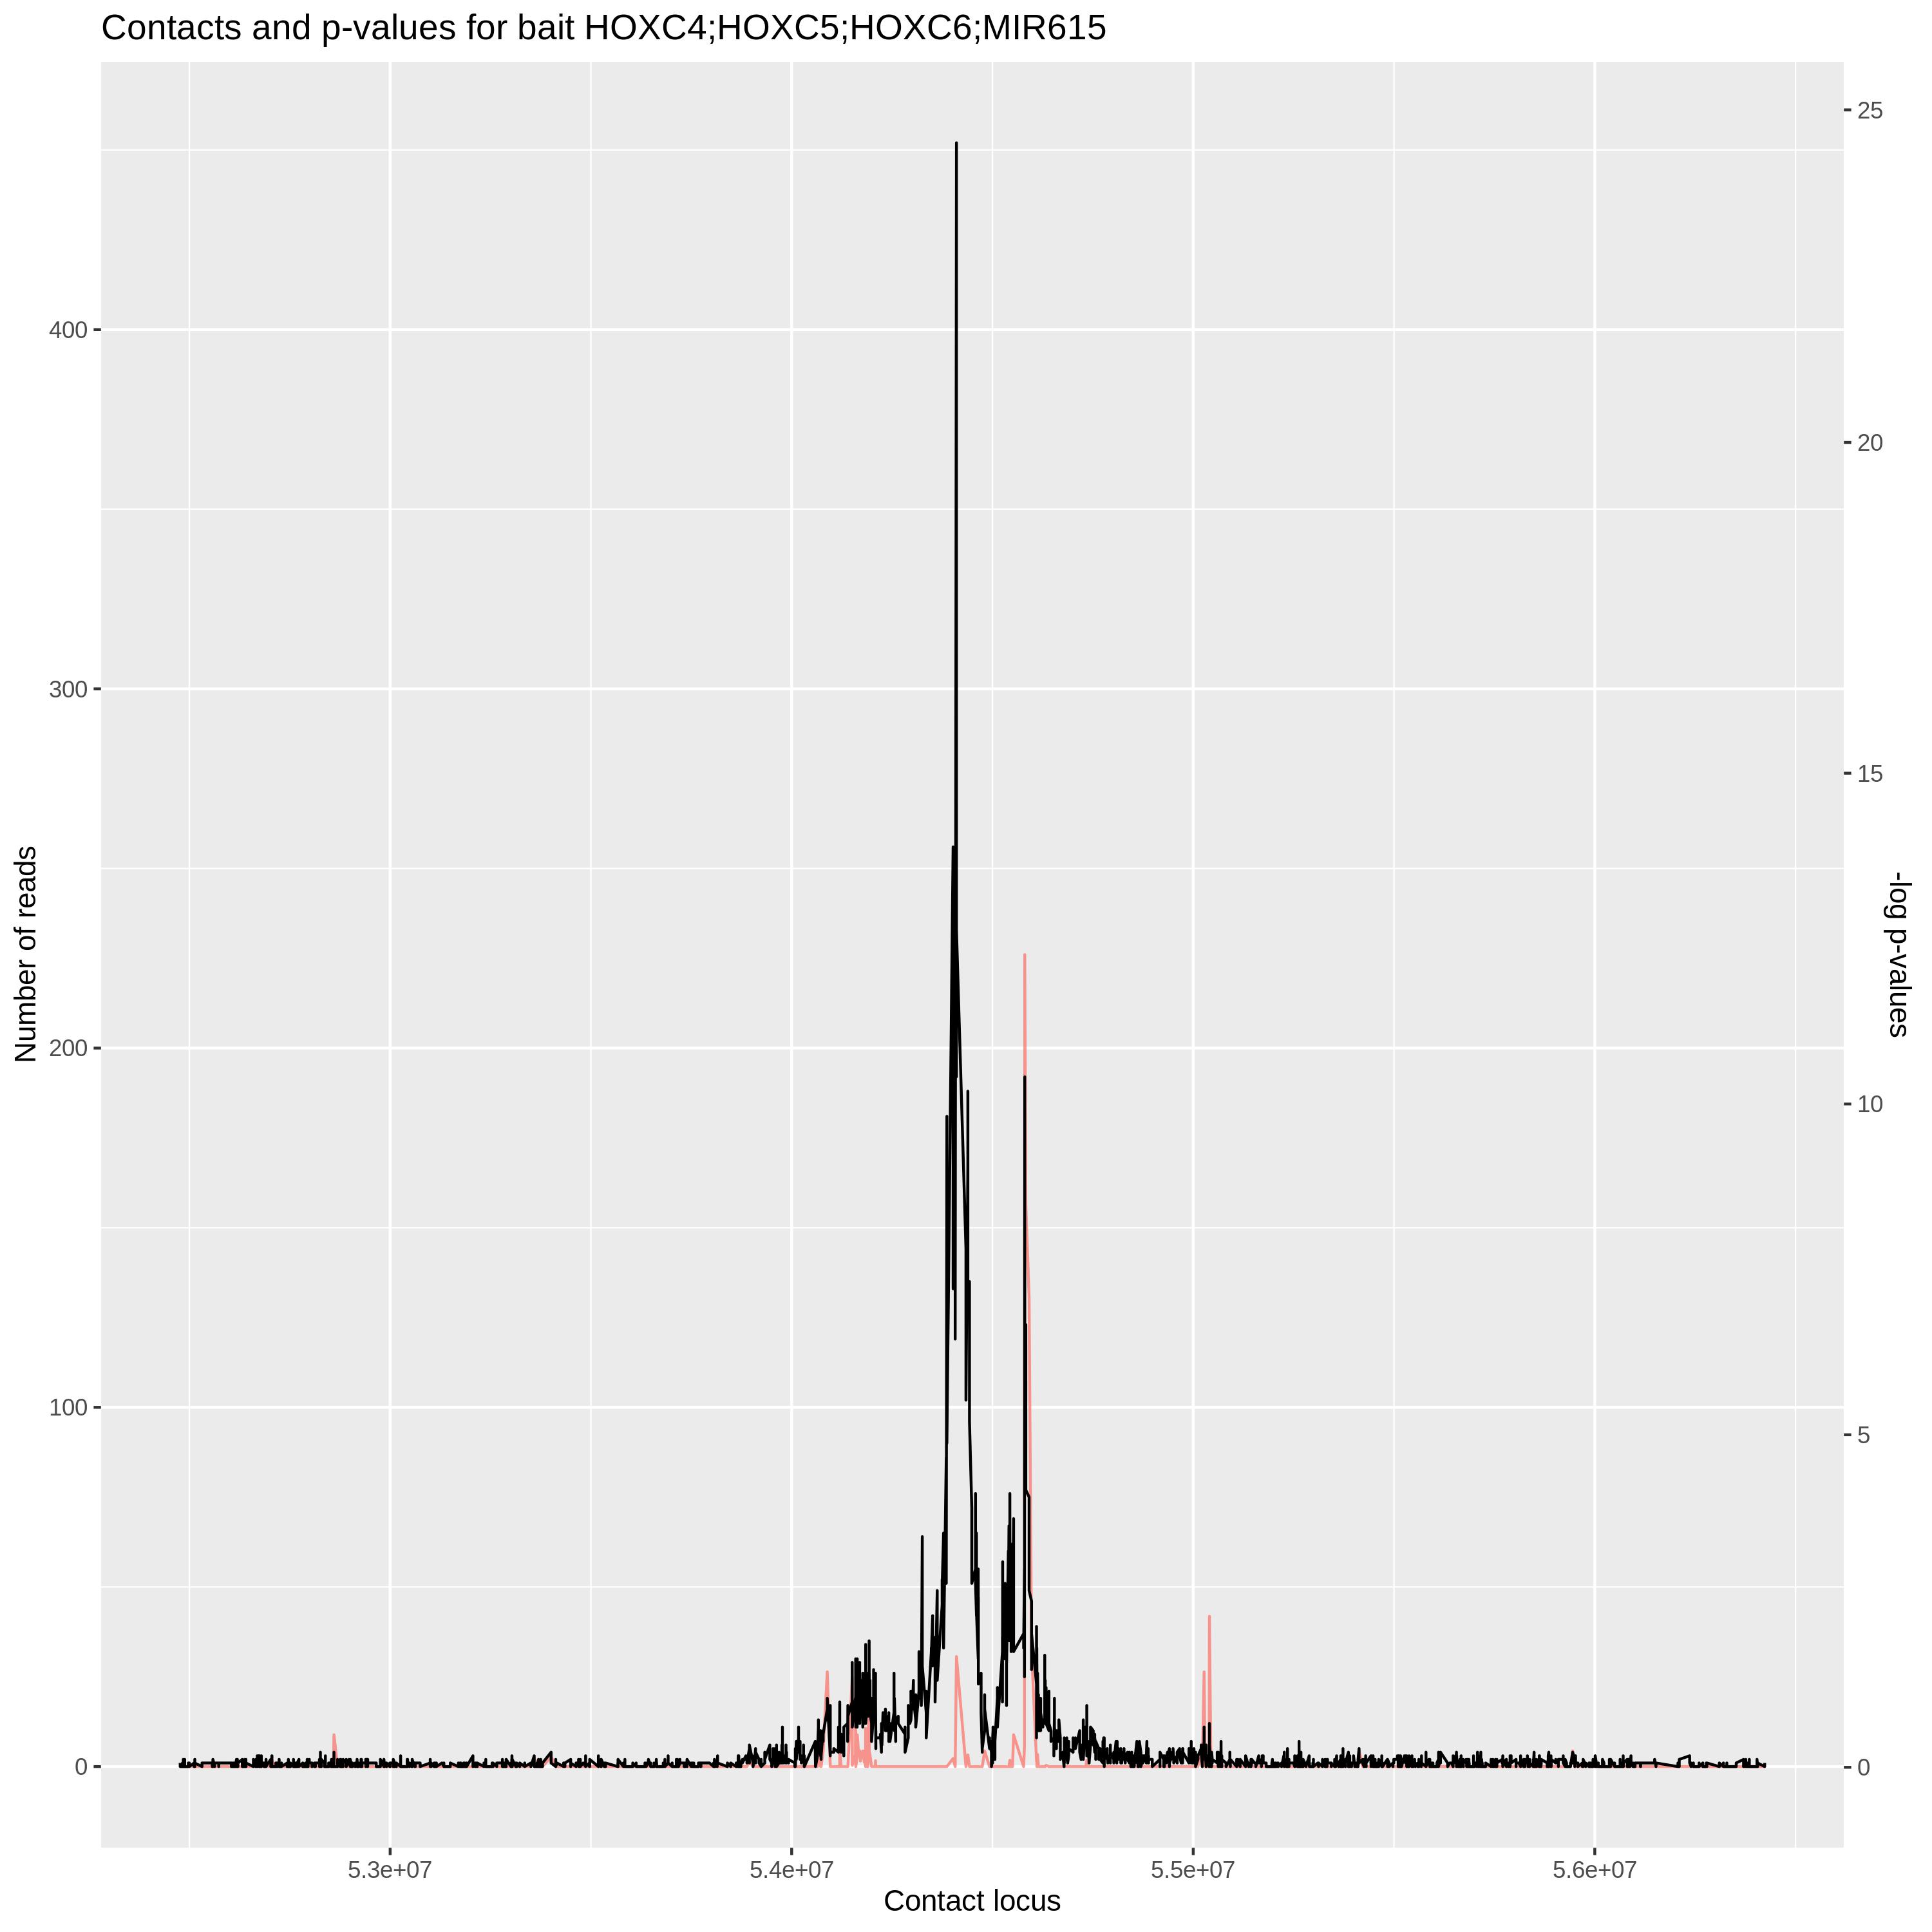 Contacts and p-values for bait HOXC4;HOXC5;HOXC6;MIR615
Number of reads
400
300
200
100
0
25
20
15
10
5
0
-log p-values
5.3e+07
5.4e+07
5.5e+07
5.6e+07
Contact locus